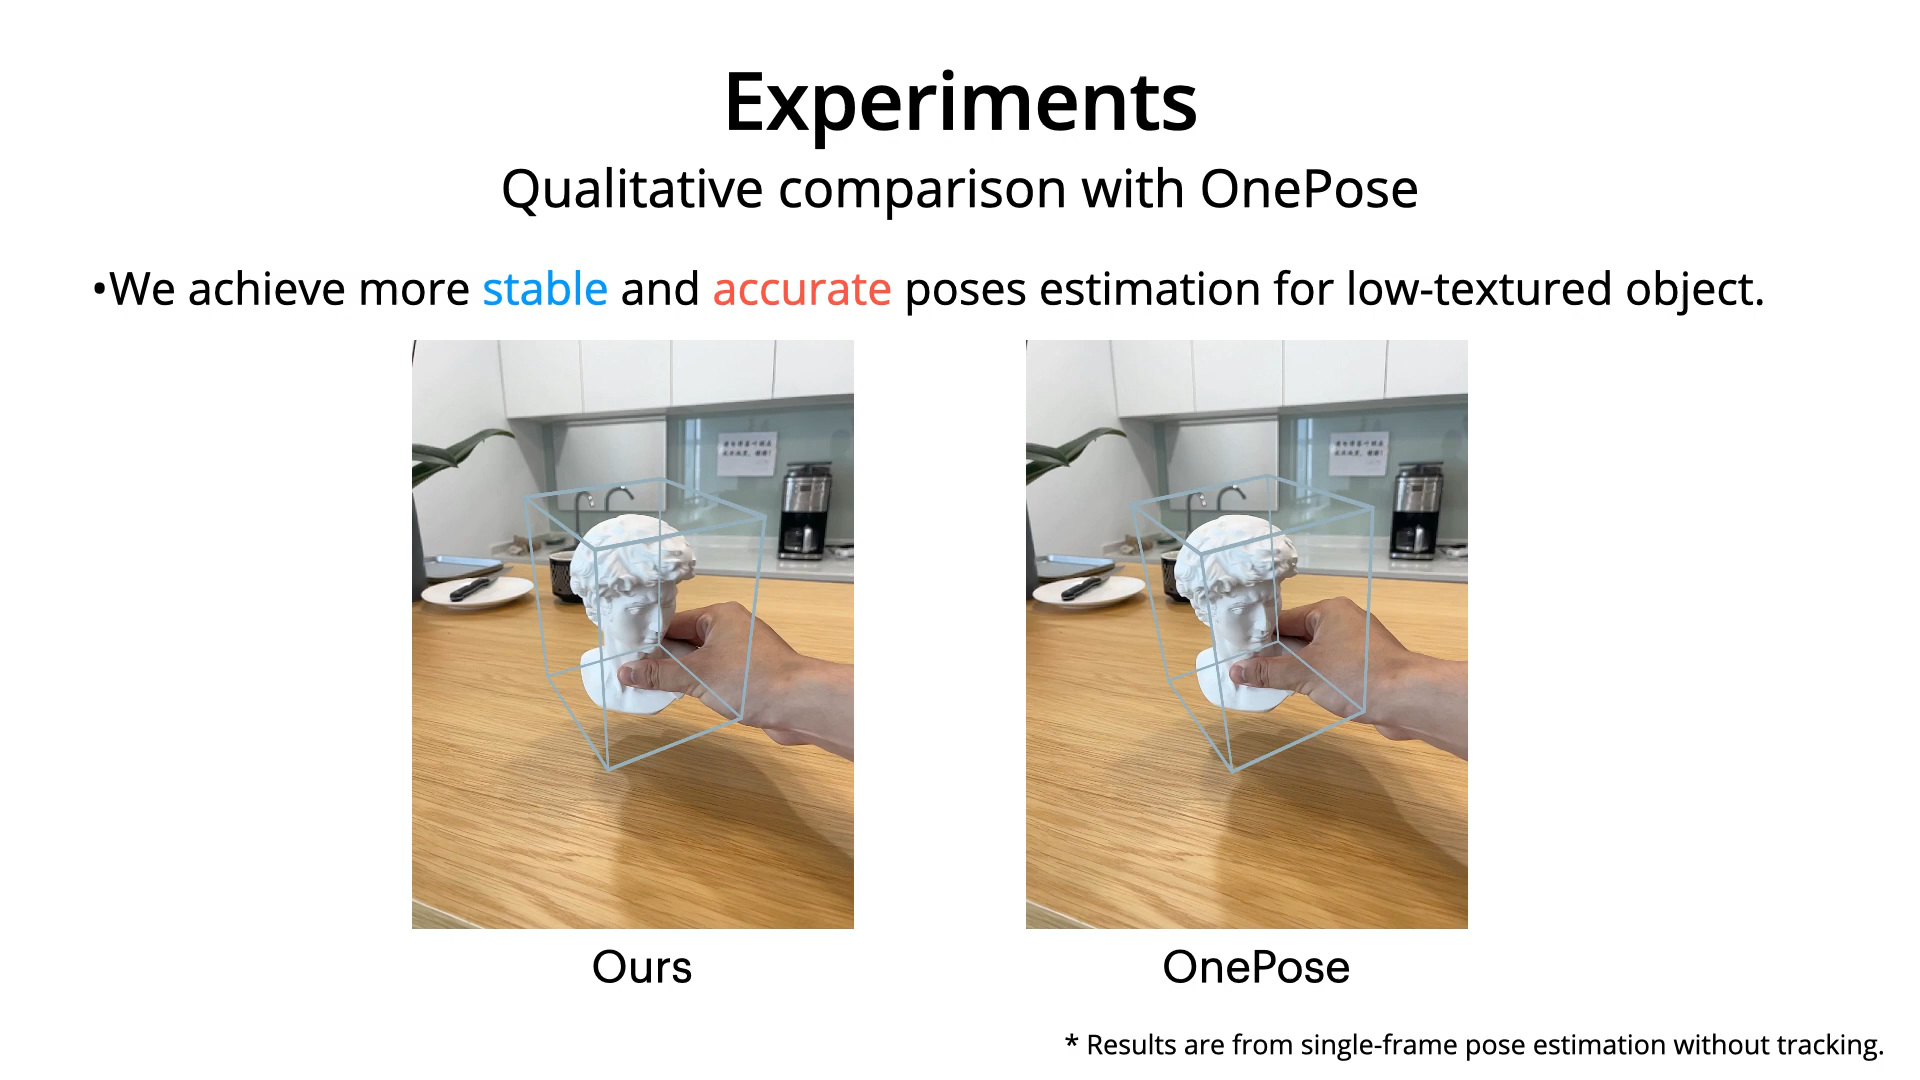 Experiments
Qualitative comparison with OnePose
•We achieve more stable and accurate poses estimation for low-textured object.
Ours
OnePose
* Results are from single-frame pose estimation without tracking.